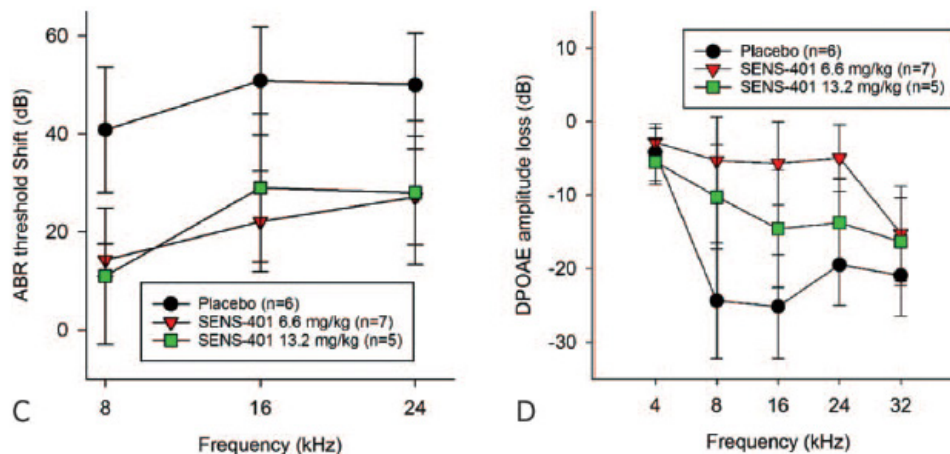 60
40
20
0
ABR threshold Shift (dB)
Placebo (n=6)
SENS-401 6.6 mg/kg (n=7)
SENS-401 13.2 mg/kg (n=5)
8
16
24
Frequency (kHz)
C
10
0
-10
-20
-30
DPOAE amplitude loss (dB)
Placebo (n=6)
SENS-401 6.6 mg/kg (n=7)
SENS-401 13.2 mg/kg (n=5)
4
8
16
24
32
Frequency (kHz)
D